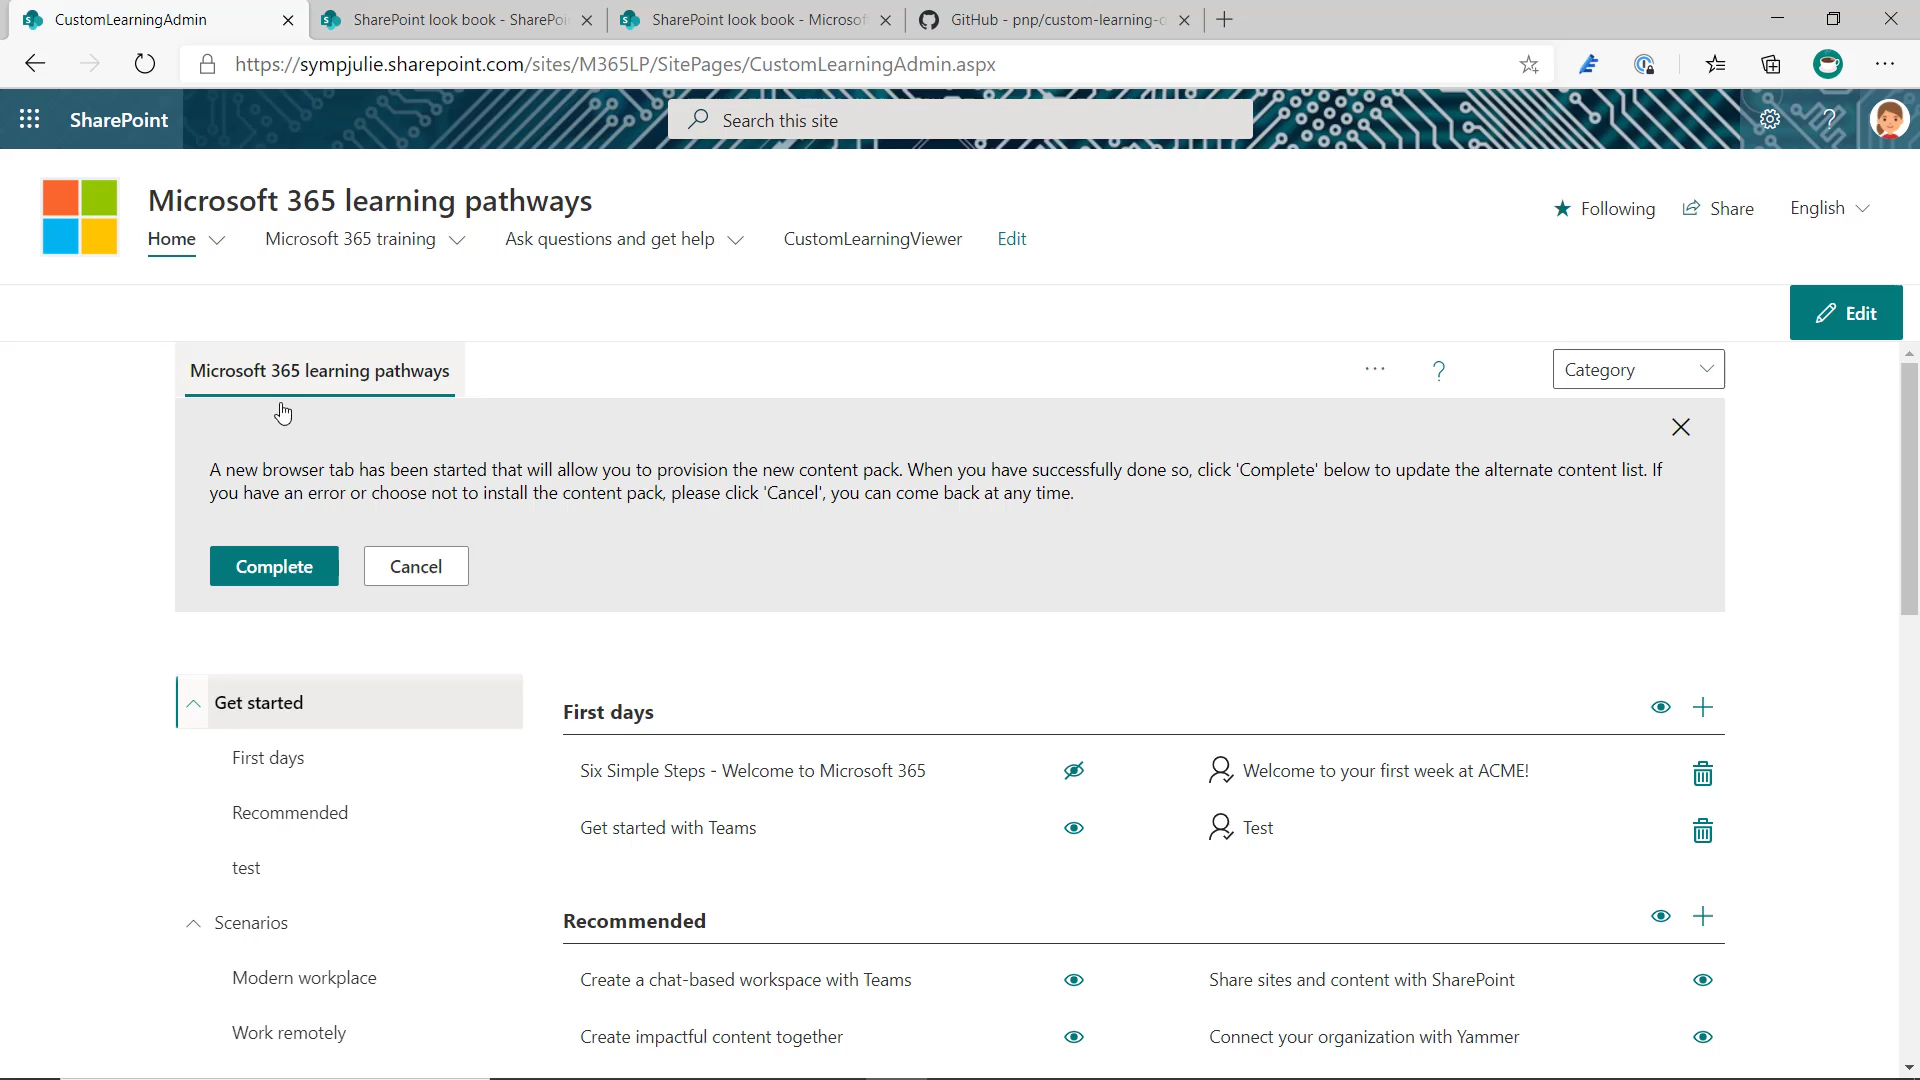 CustomLearningAdmin
SharePoint look book - SharePoi
SharePoint look book - Microsof
GitHub - pnp/custom-learning-o
https://sympjulie.sharepoint.com/sites/M365LP/SitePages/CustomLearningAdmin.aspx
SharePoint
Search this site
Microsoft 365 learning pathways
Following
Share
English
Home
Microsoft 365 training
Ask questions and get help
CustomLearningViewer
Edit
Edit
Microsoft 365 learning pathways
Category
A new browser tab has been started that will allow you to provision the new content pack. When you have successfully done so, click 'Complete' below to update the alternate content list. If
you have an error or choose not to install the content pack, please click 'Cancel', you can come back at any time.
Complete
Cancel
Get started
First days
Recommended
test
Scenarios
Modern workplace
Work remotely
First days
Six Simple Steps - Welcome to Microsoft 365
Welcome to your first week at ACME!
Get started with Teams
Test
Recommended
Create a chat-based workspace with Teams
Share sites and content with SharePoint
Create impactful content together
Connect your organization with Yammer